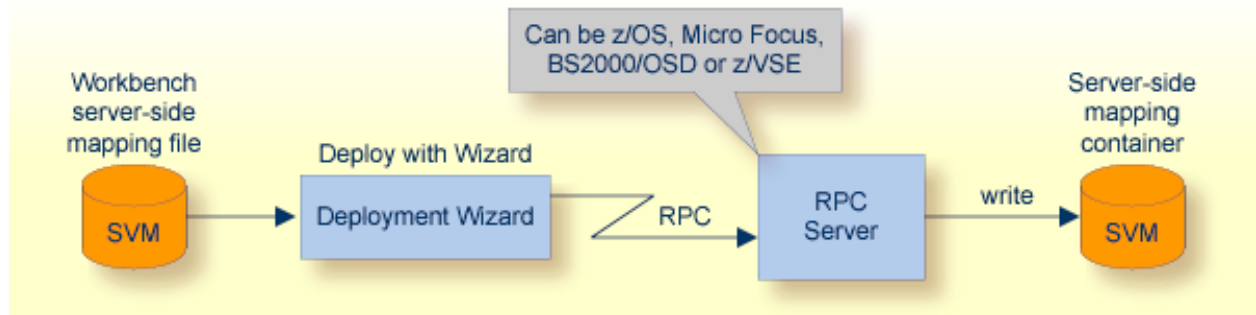 Can be z/OS, Micro Focus,
BS2000/OSD or z/VSE
Workbench
server-side
mapping file
SVM
Deploy with Wizard
Deployment Wizard
RPC
RPC
Server
write
Server-side
mapping
container
SVM